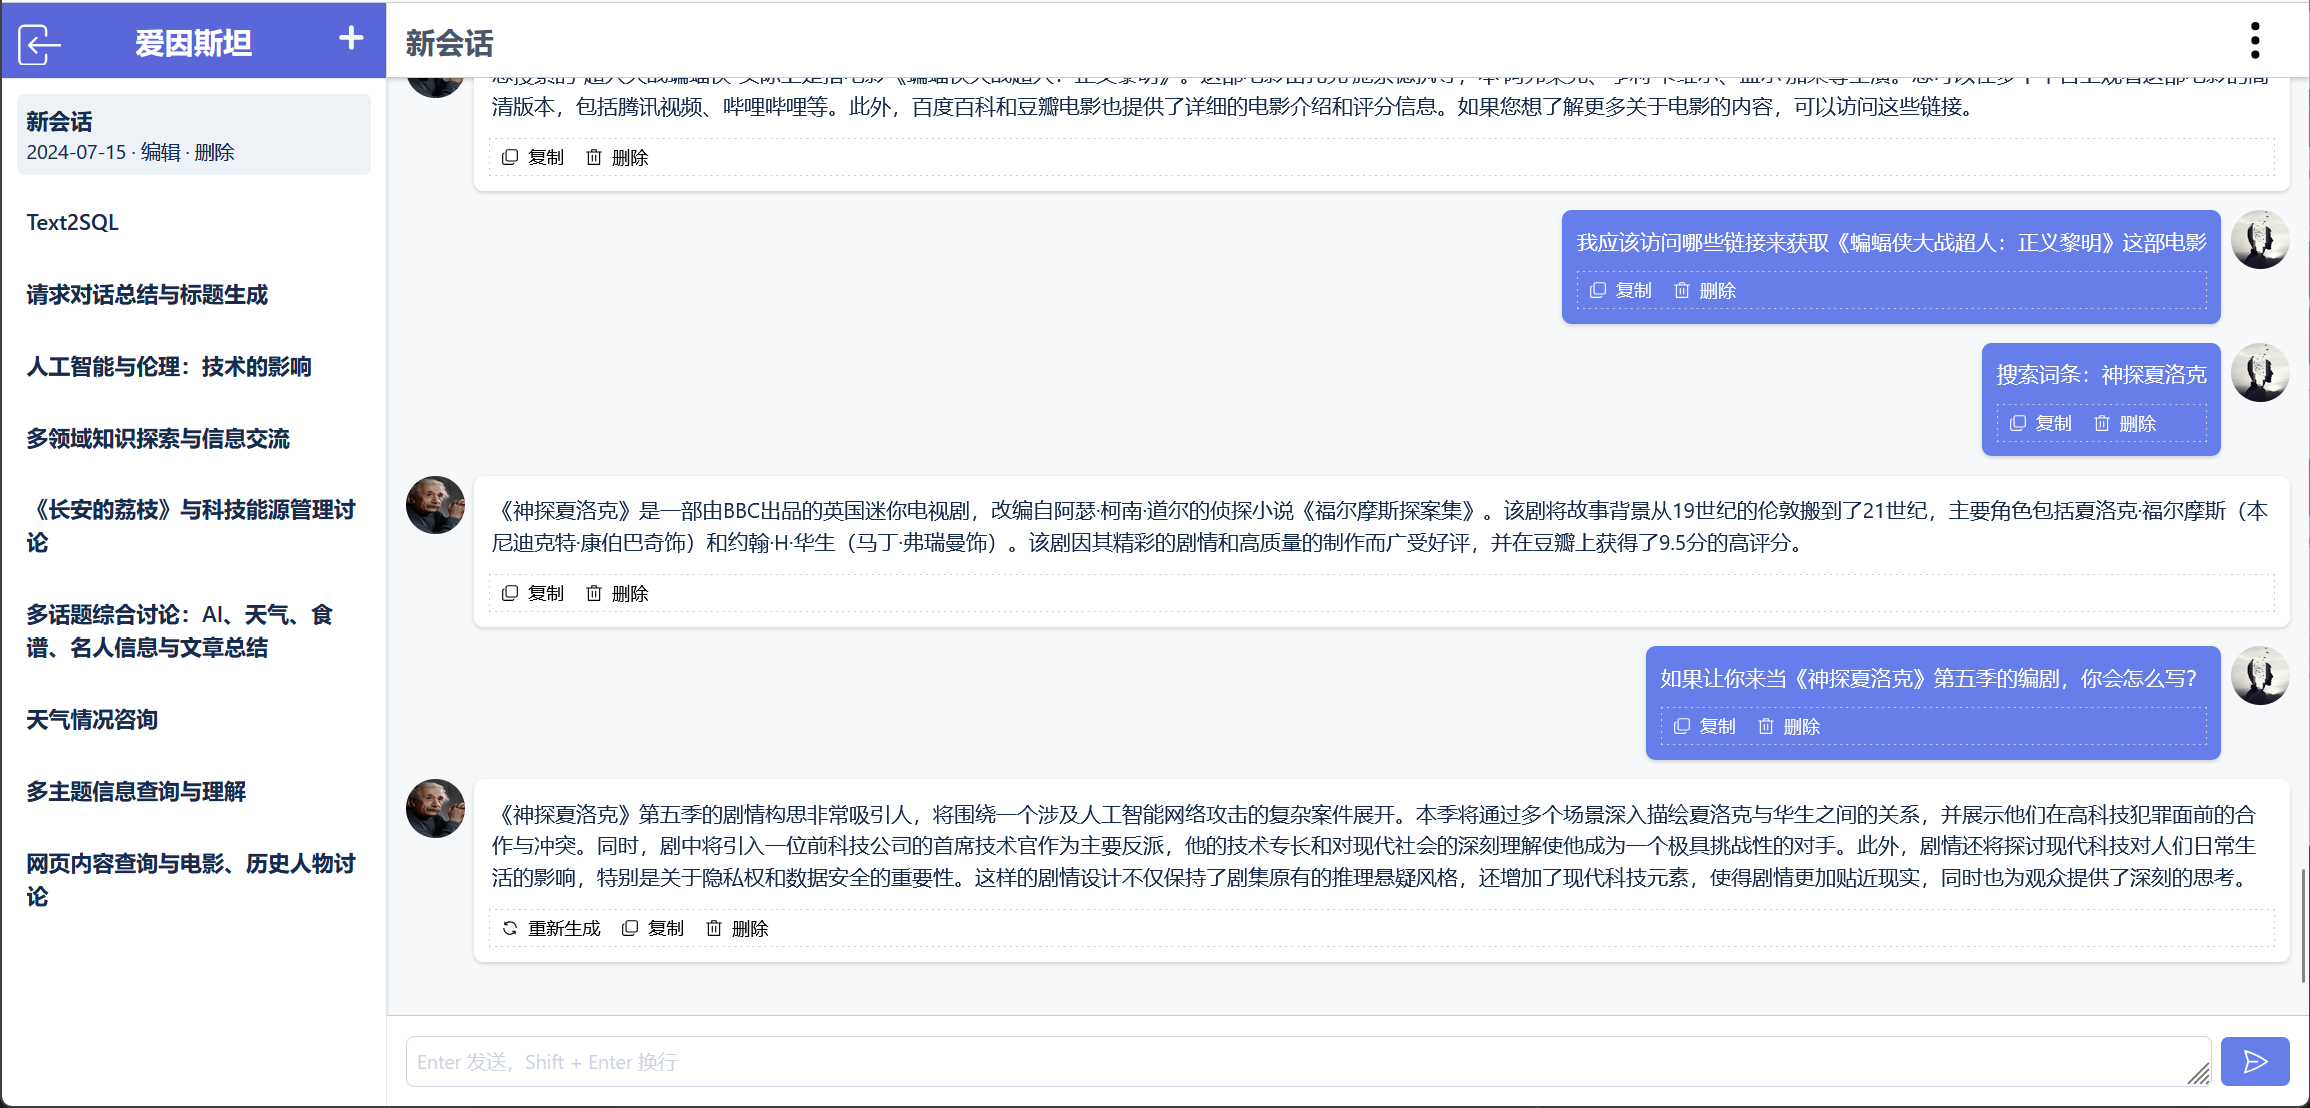 爱因斯坦
新会话
2024-07-15 · 编辑 · 删除
Text2SQL
请求对话总结与标题生成
人工智能与伦理：技术的影响
多领域知识探索与信息交流
《长安的荔枝》与科技能源管理讨
论
多话题综合讨论：AI、天气、食
谱、名人信息与文章总结
天气情况咨询
多主题信息查询与理解
网页内容查询与电影、历史人物讨
论
新会话
清版本，包括腾讯视频、哔哩哔哩等。此外，百度百科和豆瓣电影也提供了详细的电影介绍和评分信息。如果您想了解更多关于电影的内容，可以访问这些链接。
复制 删除
我应该访问哪些链接来获取《蝙蝠侠大战超人：正义黎明》这部电影
复制 删除
搜索词条：神探夏洛克
复制 删除
《神探夏洛克》是一部由BBC出品的英国迷你电视剧，改编自阿瑟·柯南·道尔的侦探小说《福尔摩斯探案集》。该剧将故事背景从19世纪的伦敦搬到了21世纪，主要角色包括夏洛克·福尔摩斯（本
尼迪克特·康伯巴奇饰）和约翰·H·华生（马丁·弗瑞曼饰）。该剧因其精彩的剧情和高质量的制作而广受好评，并在豆瓣上获得了9.5分的高评分。
复制 删除
如果让你来当《神探夏洛克》第五季的编剧，你会怎么写？
复制 删除
《神探夏洛克》第五季的剧情构思非常吸引人，将围绕一个涉及人工智能网络攻击的复杂案件展开。本季将通过多个场景深入描绘夏洛克与华生之间的关系，并展示他们在高科技犯罪面前的合
作与冲突。同时，剧中将引入一位前科技公司的首席技术官作为主要反派，他的技术专长和对现代社会的深刻理解使他成为一个极具挑战性的对手。此外，剧情还将探讨现代科技对人们日常生
活的影响，特别是关于隐私权和数据安全的重要性。这样的剧情设计不仅保持了剧集原有的推理悬疑风格，还增加了现代科技元素，使得剧情更加贴近现实，同时也为观众提供了深刻的思考。
重新生成 复制 删除
Enter 发送，Shift + Enter 换行